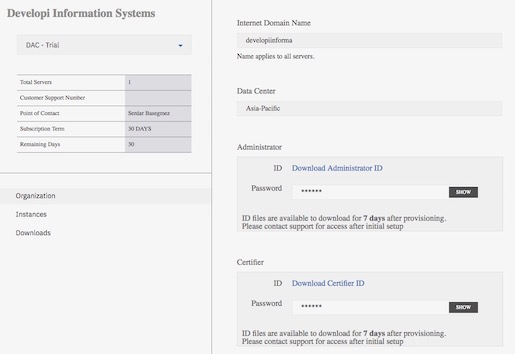 Developi Information Systems
DAC - Trial
Total Servers 1
Customer Support Number
Point of Contact Serdar Basegmez
Subscription Term 30 DAYS
Remaining Days 30
Organization
Instances
Downloads
Internet Domain Name
developiinforma
Name applies to all servers.
Data Center
Asia-Pacific
Administrator
ID Download Administrator ID
Password ****** SHOW
ID files are available to download for 7 days after provisioning.
Please contact support for access after initial setup
Certifier
ID Download Certifier ID
Password ****** SHOW
ID files are available to download for 7 days after provisioning.
Please contact support for access after initial setup